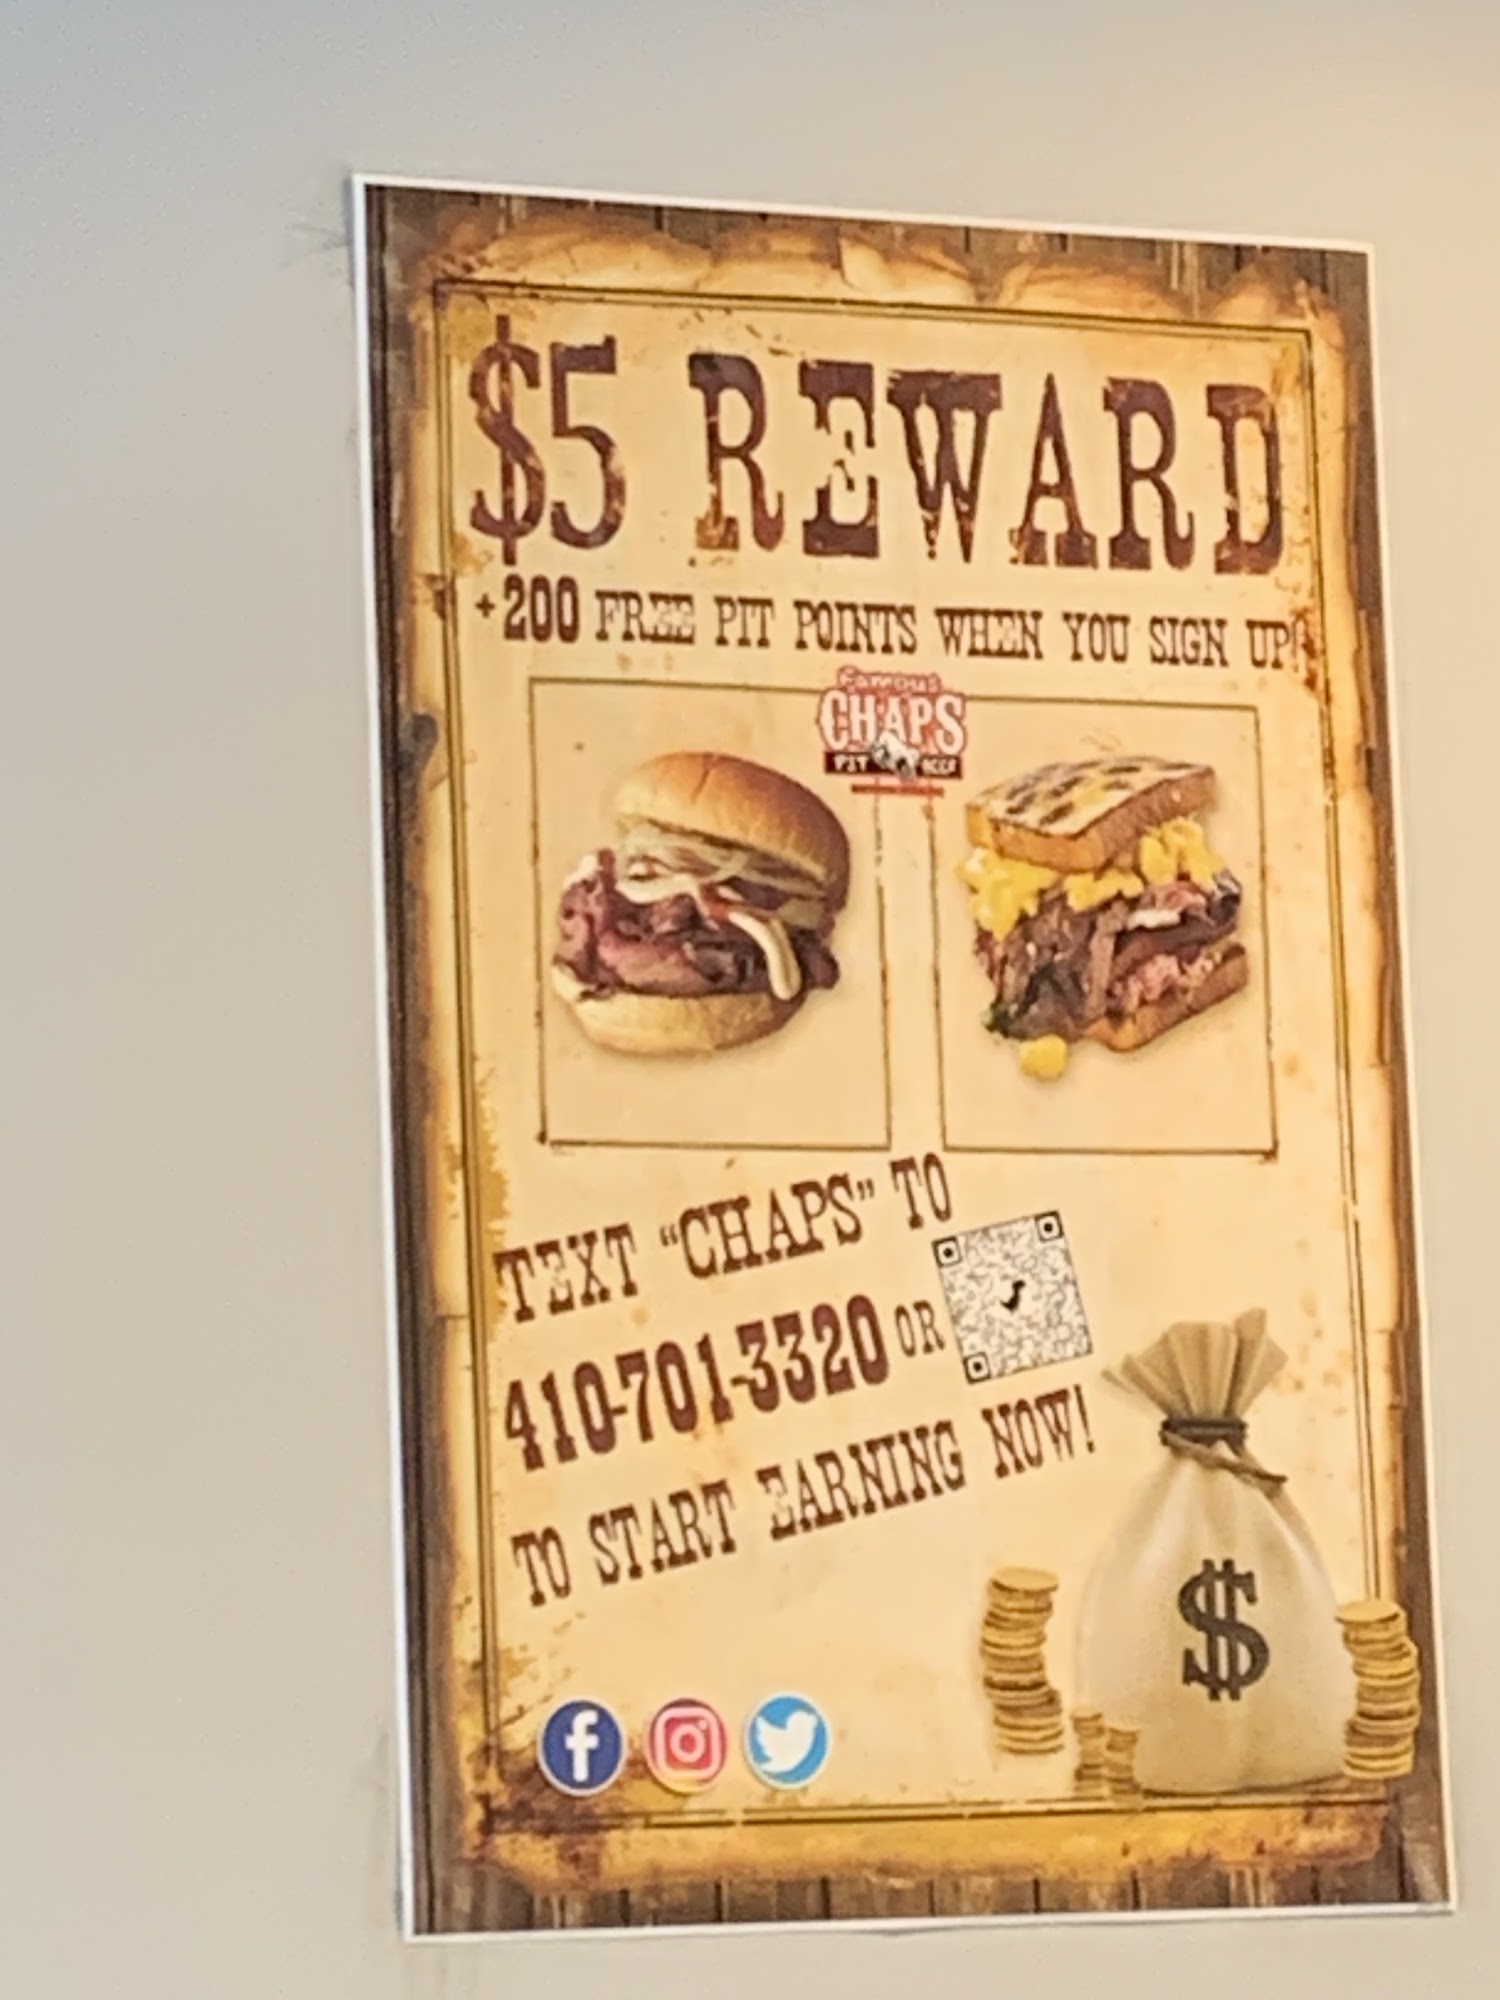 $5 REWARD
+200 FREE PIT POINTS WHEN YOU SIGN UP!
Famous
CHAPS
PIT BEEF
TEXT “CHAPS” TO
410-701-3320 OR
TO START EARNING NOW!
$